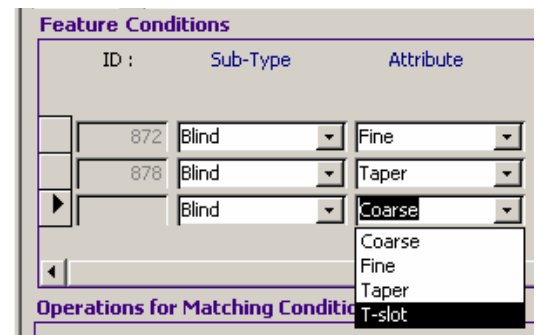 Feature Conditions
ID : Sub-Type Attribute
872 Blind Fine
878 Blind Taper
Blind Coarse
Coarse
Fine
Taper
T-slot
Operations for Matching Conditio